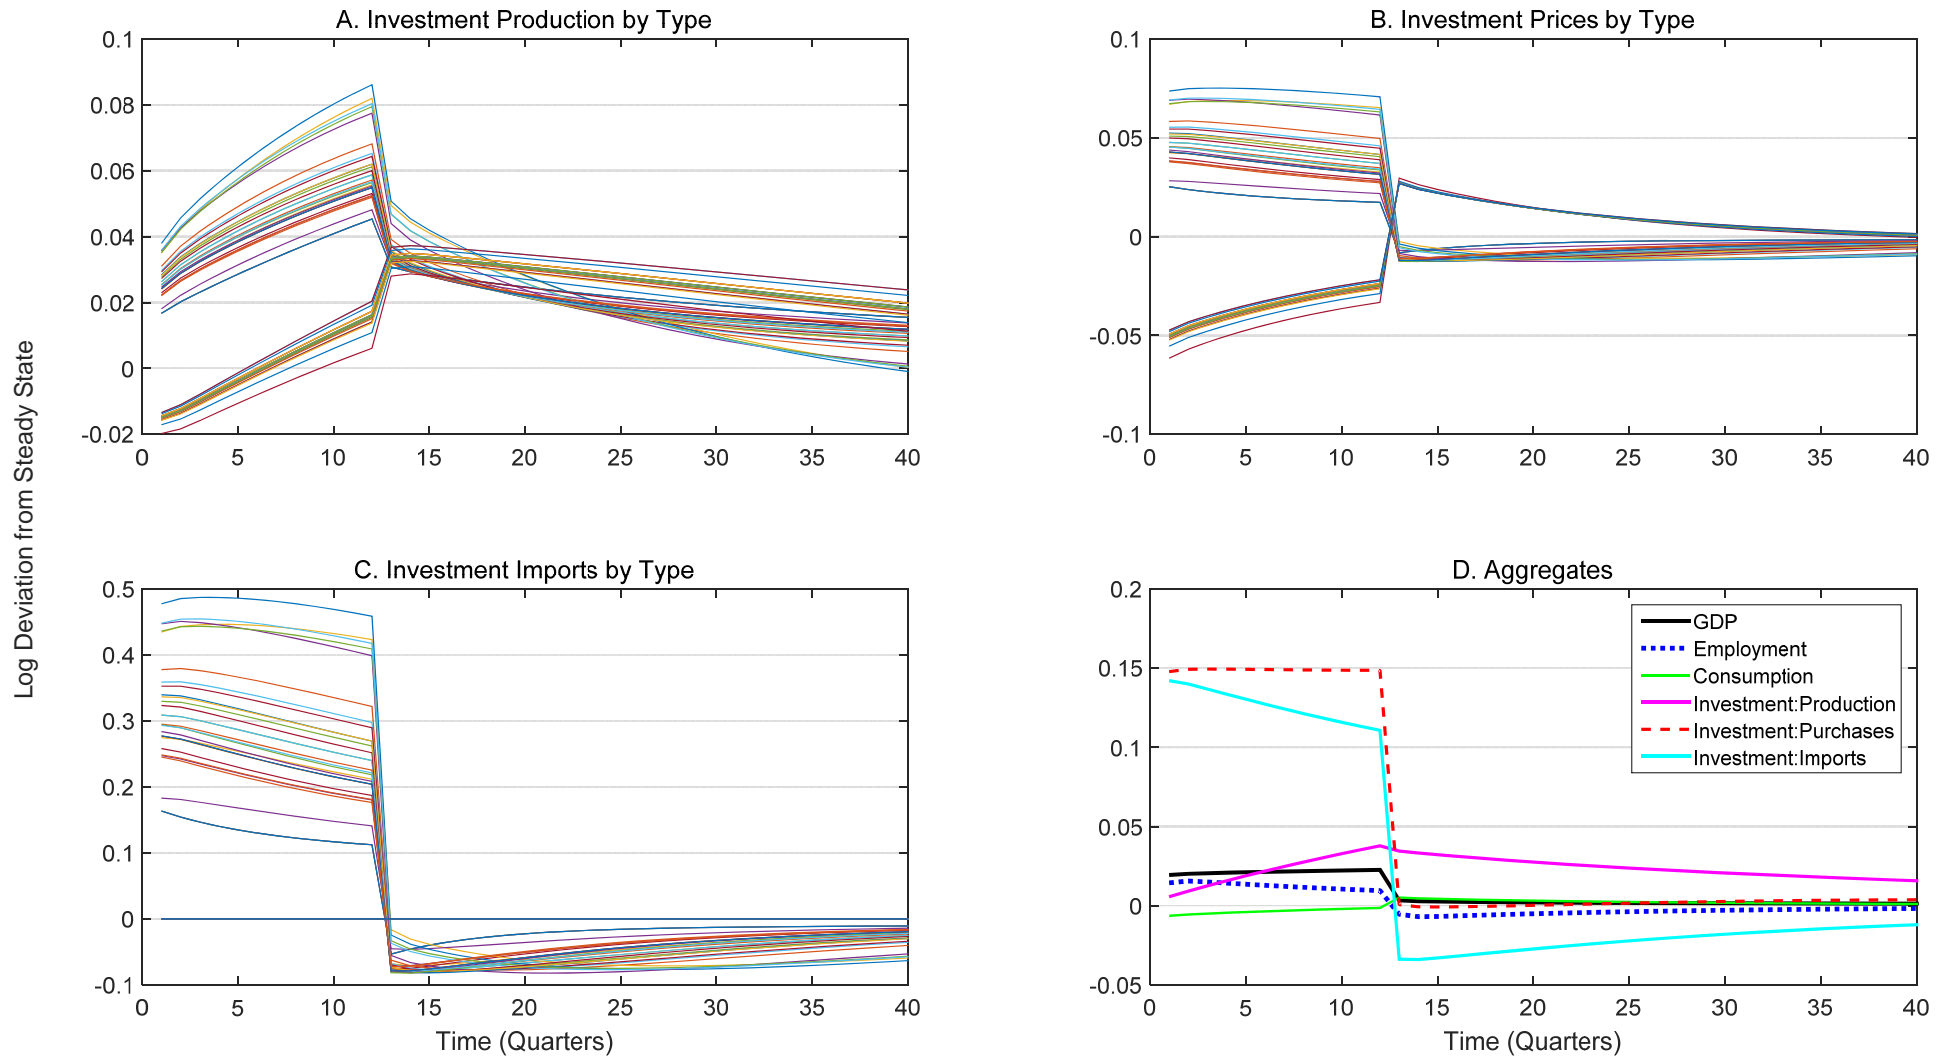 A. Investment Production by Type
0.1
0.08
0.06
0.04
0.02
0
-0.02
0 5 10 15 20 25 30 35 40
B. Investment Prices by Type
0.1
0.05
0
-0.05
-0.1
0 5 10 15 20 25 30 35 40
Log Deviation from Steady State
C. Investment Imports by Type
0.5
0.4
0.3
0.2
0.1
0
-0.1
0 5 10 15 20 25 30 35 40
Time (Quarters)
D. Aggregates
0.2
0.15
0.1
0.05
0
-0.05
0 5 10 15 20 25 30 35 40
Time (Quarters)
GDP
Employment
Consumption
Investment:Production
Investment:Purchases
Investment:Imports